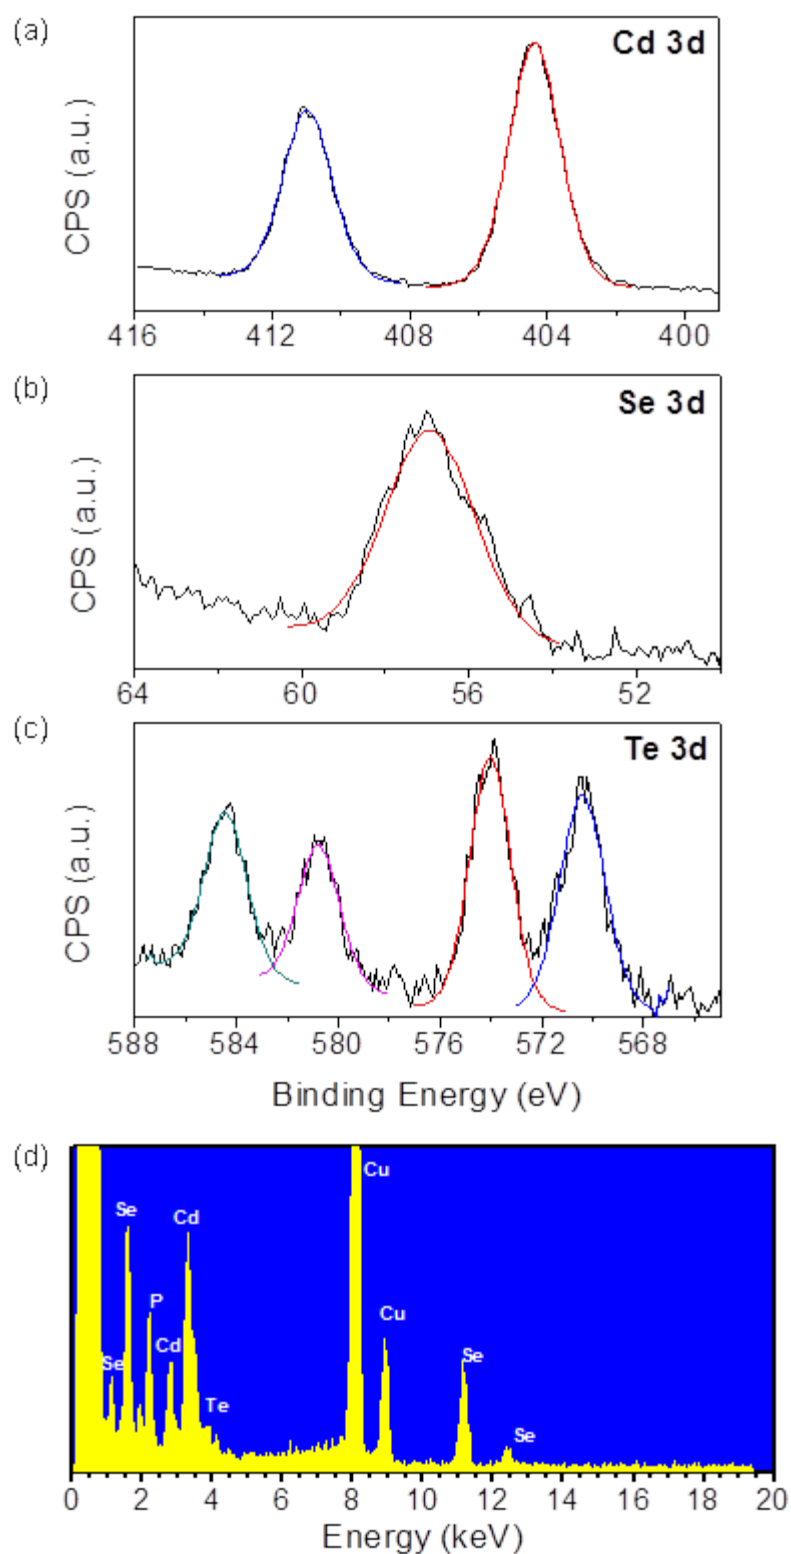 (a)
Cd 3d
CPS (a.u.)
416 412 408 404 400
(b)
Se 3d
CPS (a.u.)
64 60 56 52
(c)
Te 3d
CPS (a.u.)
588 584 580 576 572 568
Binding Energy (eV)
(d)
Cu
Se
Cd
P
Cu
Cd
Se
Se
Te
Se
0 2 4 6 8 10 12 14 16 18 20
Energy (keV)